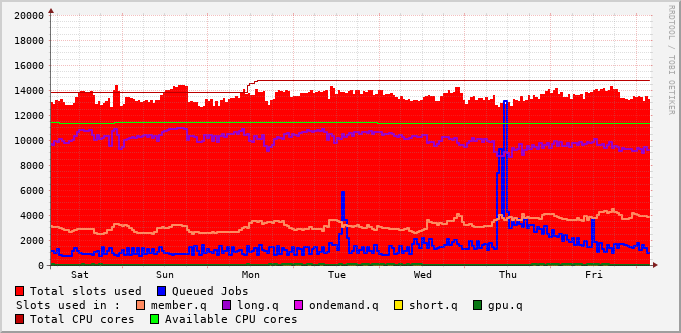 20000
18000
16000
14000
12000
10000
8000
6000
4000
2000
0
Sat Sun Mon Tue Wed Thu Fri
RRDTOOL / TOBI OETIKER
Total slots used Queued Jobs
Slots used in : member.q long.q ondemand.q short.q gpu.q
Total CPU cores Available CPU cores